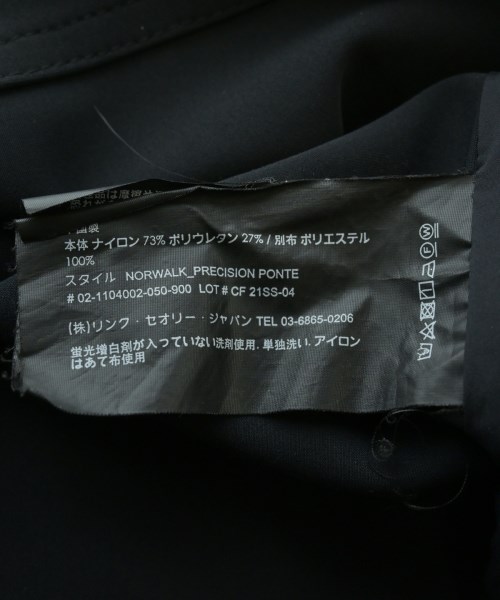 本体 ナイロン 73% ポリウレタン 27% / 別布 ポリエステル
100%
スタイル NORWALK_PRECISION PONTE
# 02-1104002-050-900 LOT# CF 21SS-04
(株)リンク・セオリー・ジャパン TEL 03-6865-0206
蛍光増白剤が入っていない洗剤使用. 単独洗い. アイロン
はあて布使用